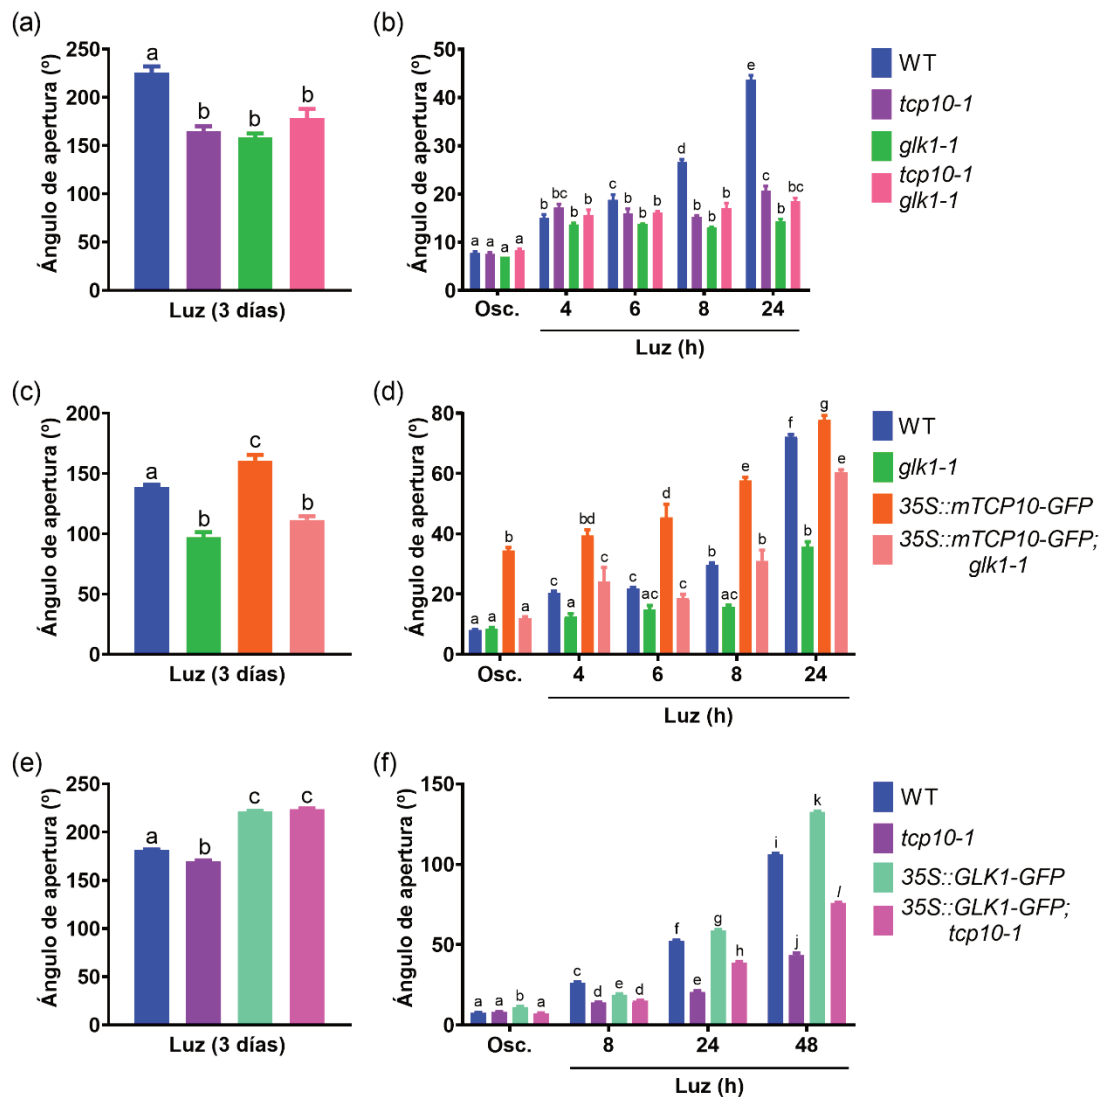 (a)
Ángulo de apertura (º)
250
200
150
100
50
0
a
b
b
b
Luz (3 días)
(b)
Ángulo de apertura (º)
50
40
30
20
10
0
a a a a
b bc b b
c b b b
d b b b
e c b bc
Osc. 4 6 8 24
Luz (h)
WT
tcp10-1
glk1-1
tcp10-1
glk1-1
(c)
Ángulo de apertura (º)
200
150
100
50
0
a
b
c
b
Luz (3 días)
(d)
Ángulo de apertura (º)
80
60
40
20
0
a a b a
c a bd c
c ac d c
b ac e b
f b g e
Osc. 4 6 8 24
Luz (h)
WT
glk1-1
35S::mTCP10-GFP
35S::mTCP10-GFP;
glk1-1
(e)
Ángulo de apertura (º)
250
200
150
100
50
0
a
b
c
c
Luz (3 días)
(f)
Ángulo de apertura (º)
150
100
50
0
a a b a
c d e d
f e g h
i j k l
Osc. 8 24 48
Luz (h)
WT
tcp10-1
35S::GLK1-GFP
35S::GLK1-GFP;
tcp10-1